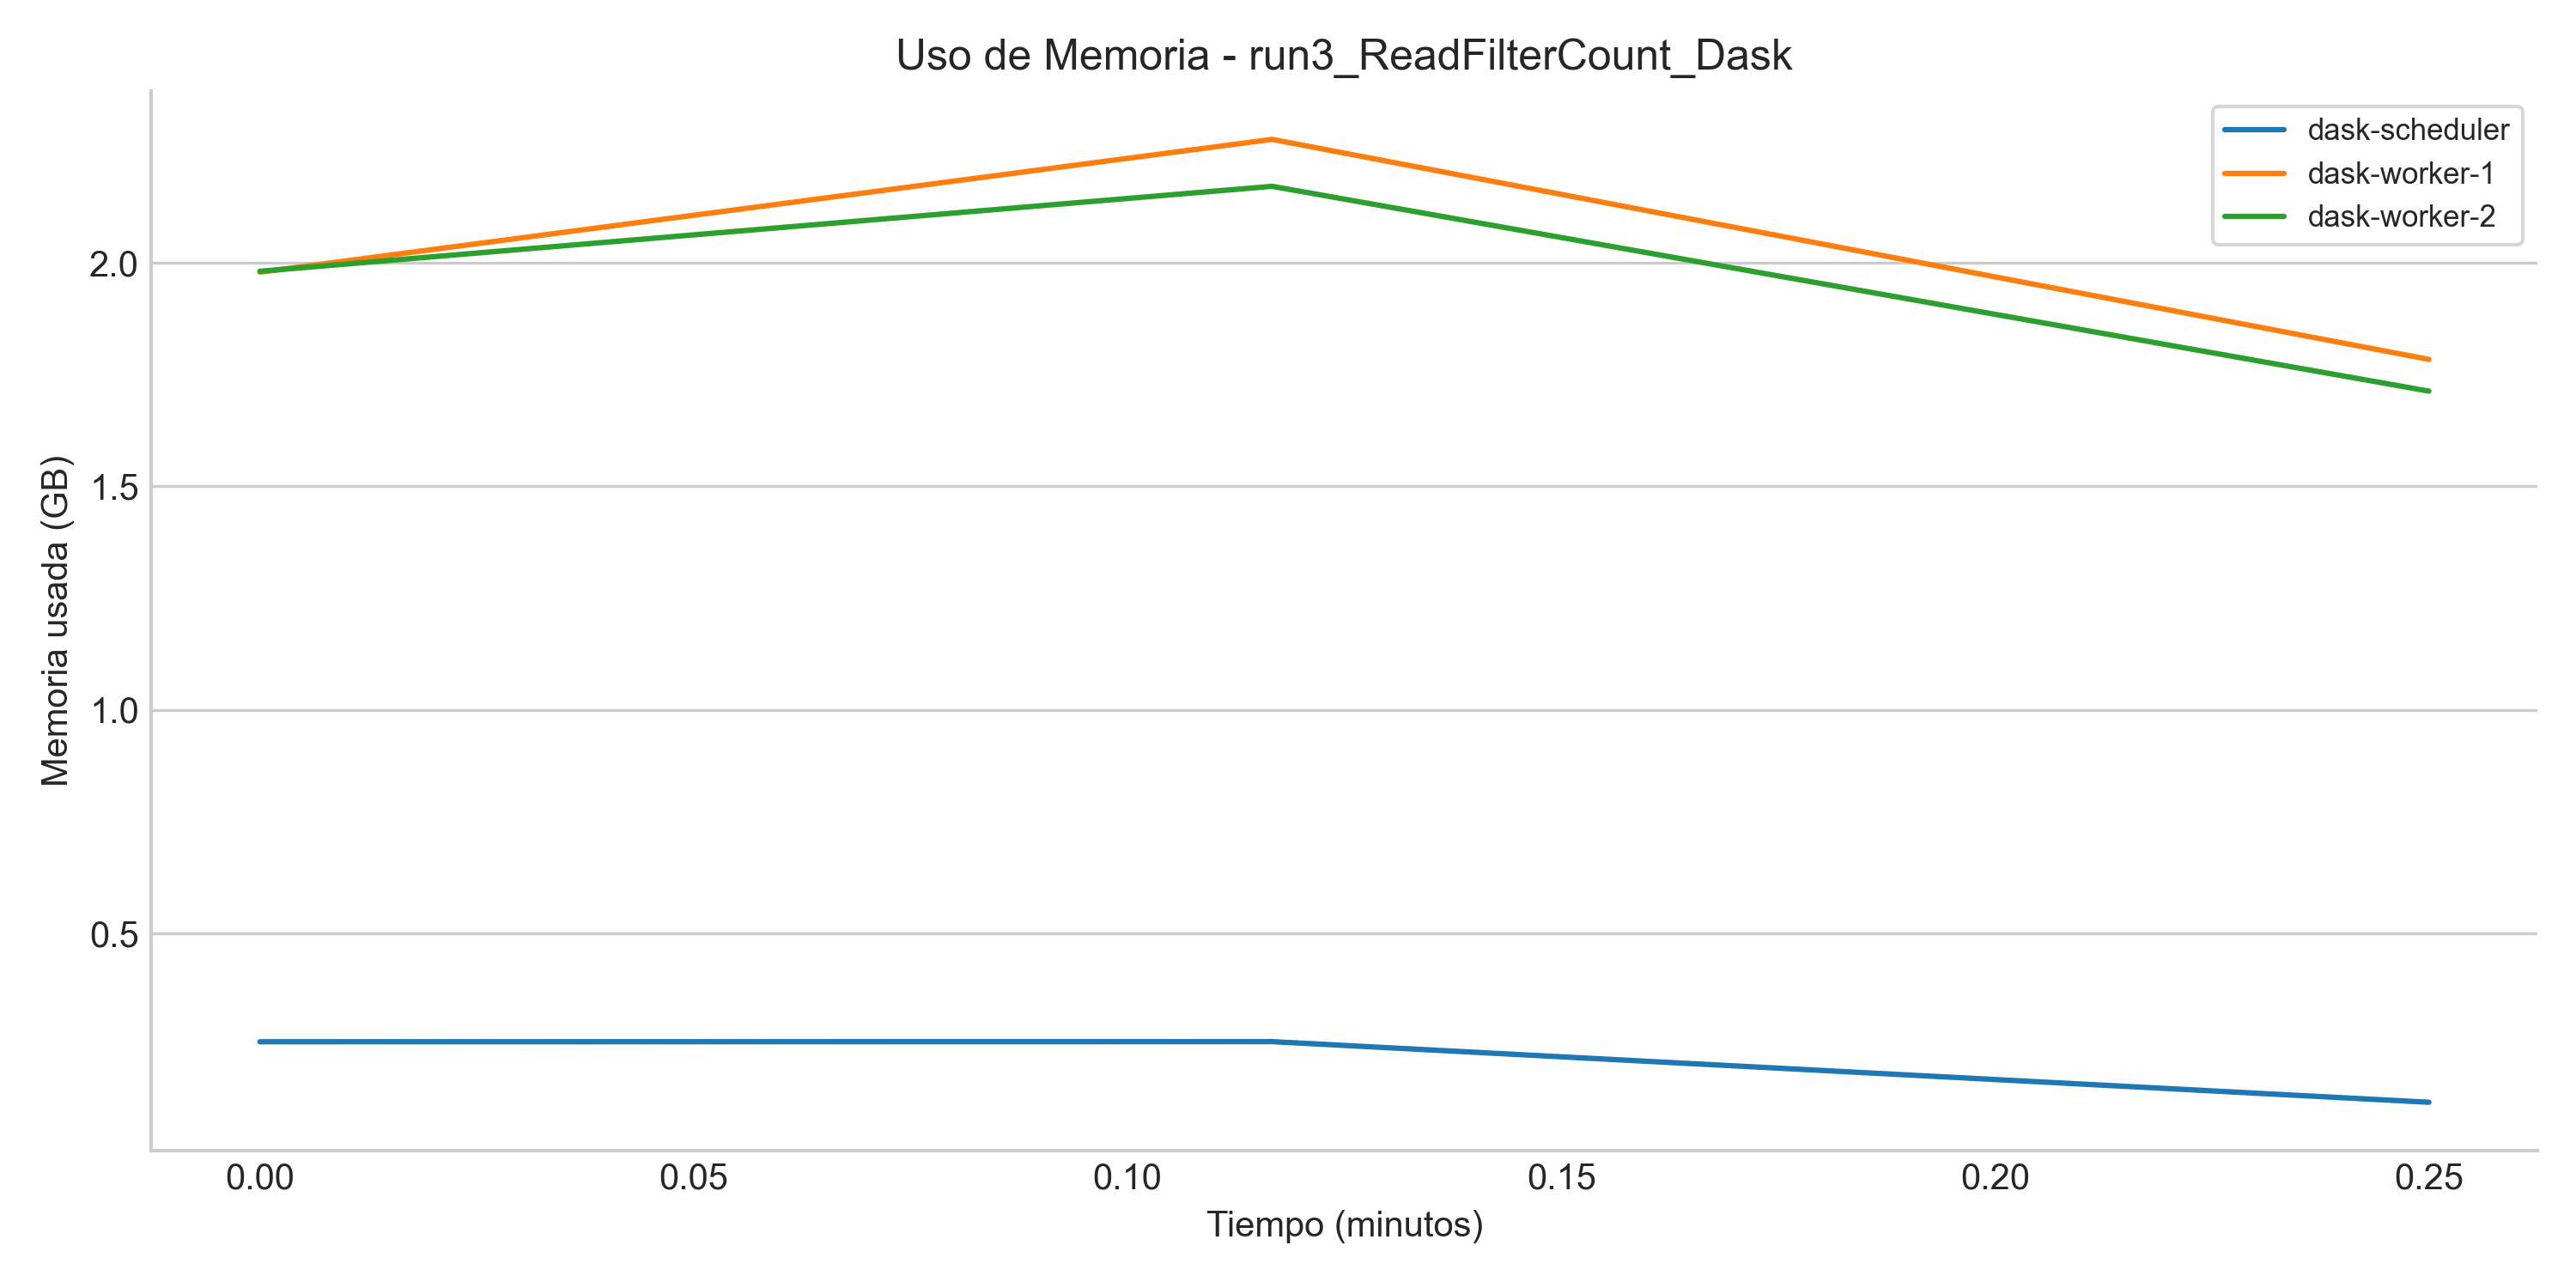 Uso de Memoria - run3_ReadFilterCount_Dask
dask-scheduler
dask-worker-1
dask-worker-2
Memoria usada (GB)
2.0
1.5
1.0
0.5
0.00
0.05
0.10
0.15
0.20
0.25
Tiempo (minutos)